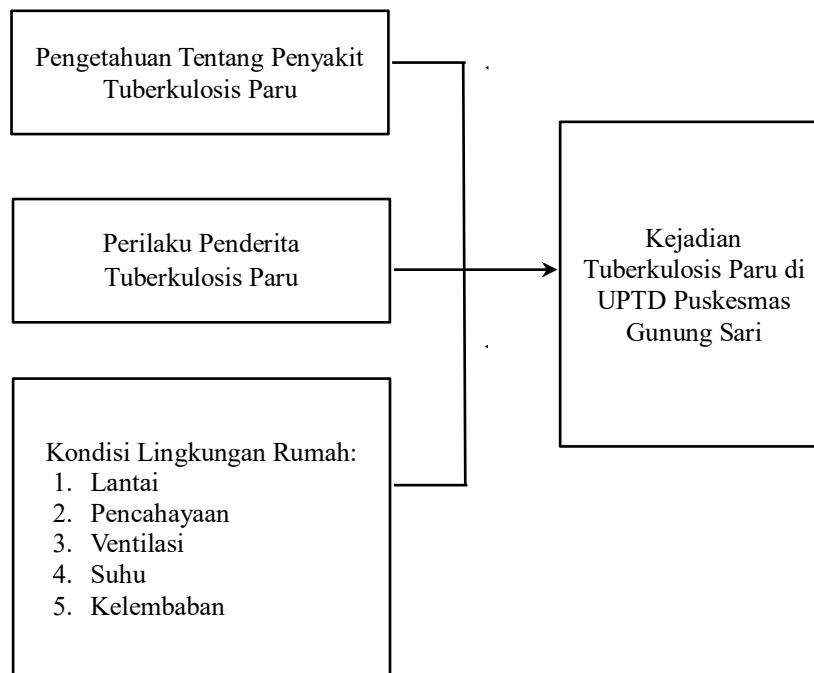 Pengetahuan Tentang Penyakit
Tuberkulosis Paru
Perilaku Penderita
Tuberkulosis Paru
Kondisi Lingkungan Rumah:
1. Lantai
2. Pencahayaan
3. Ventilasi
4. Suhu
5. Kelembaban
Kejadian
Tuberkulosis Paru di
UPTD Puskesmas
Gunung Sari